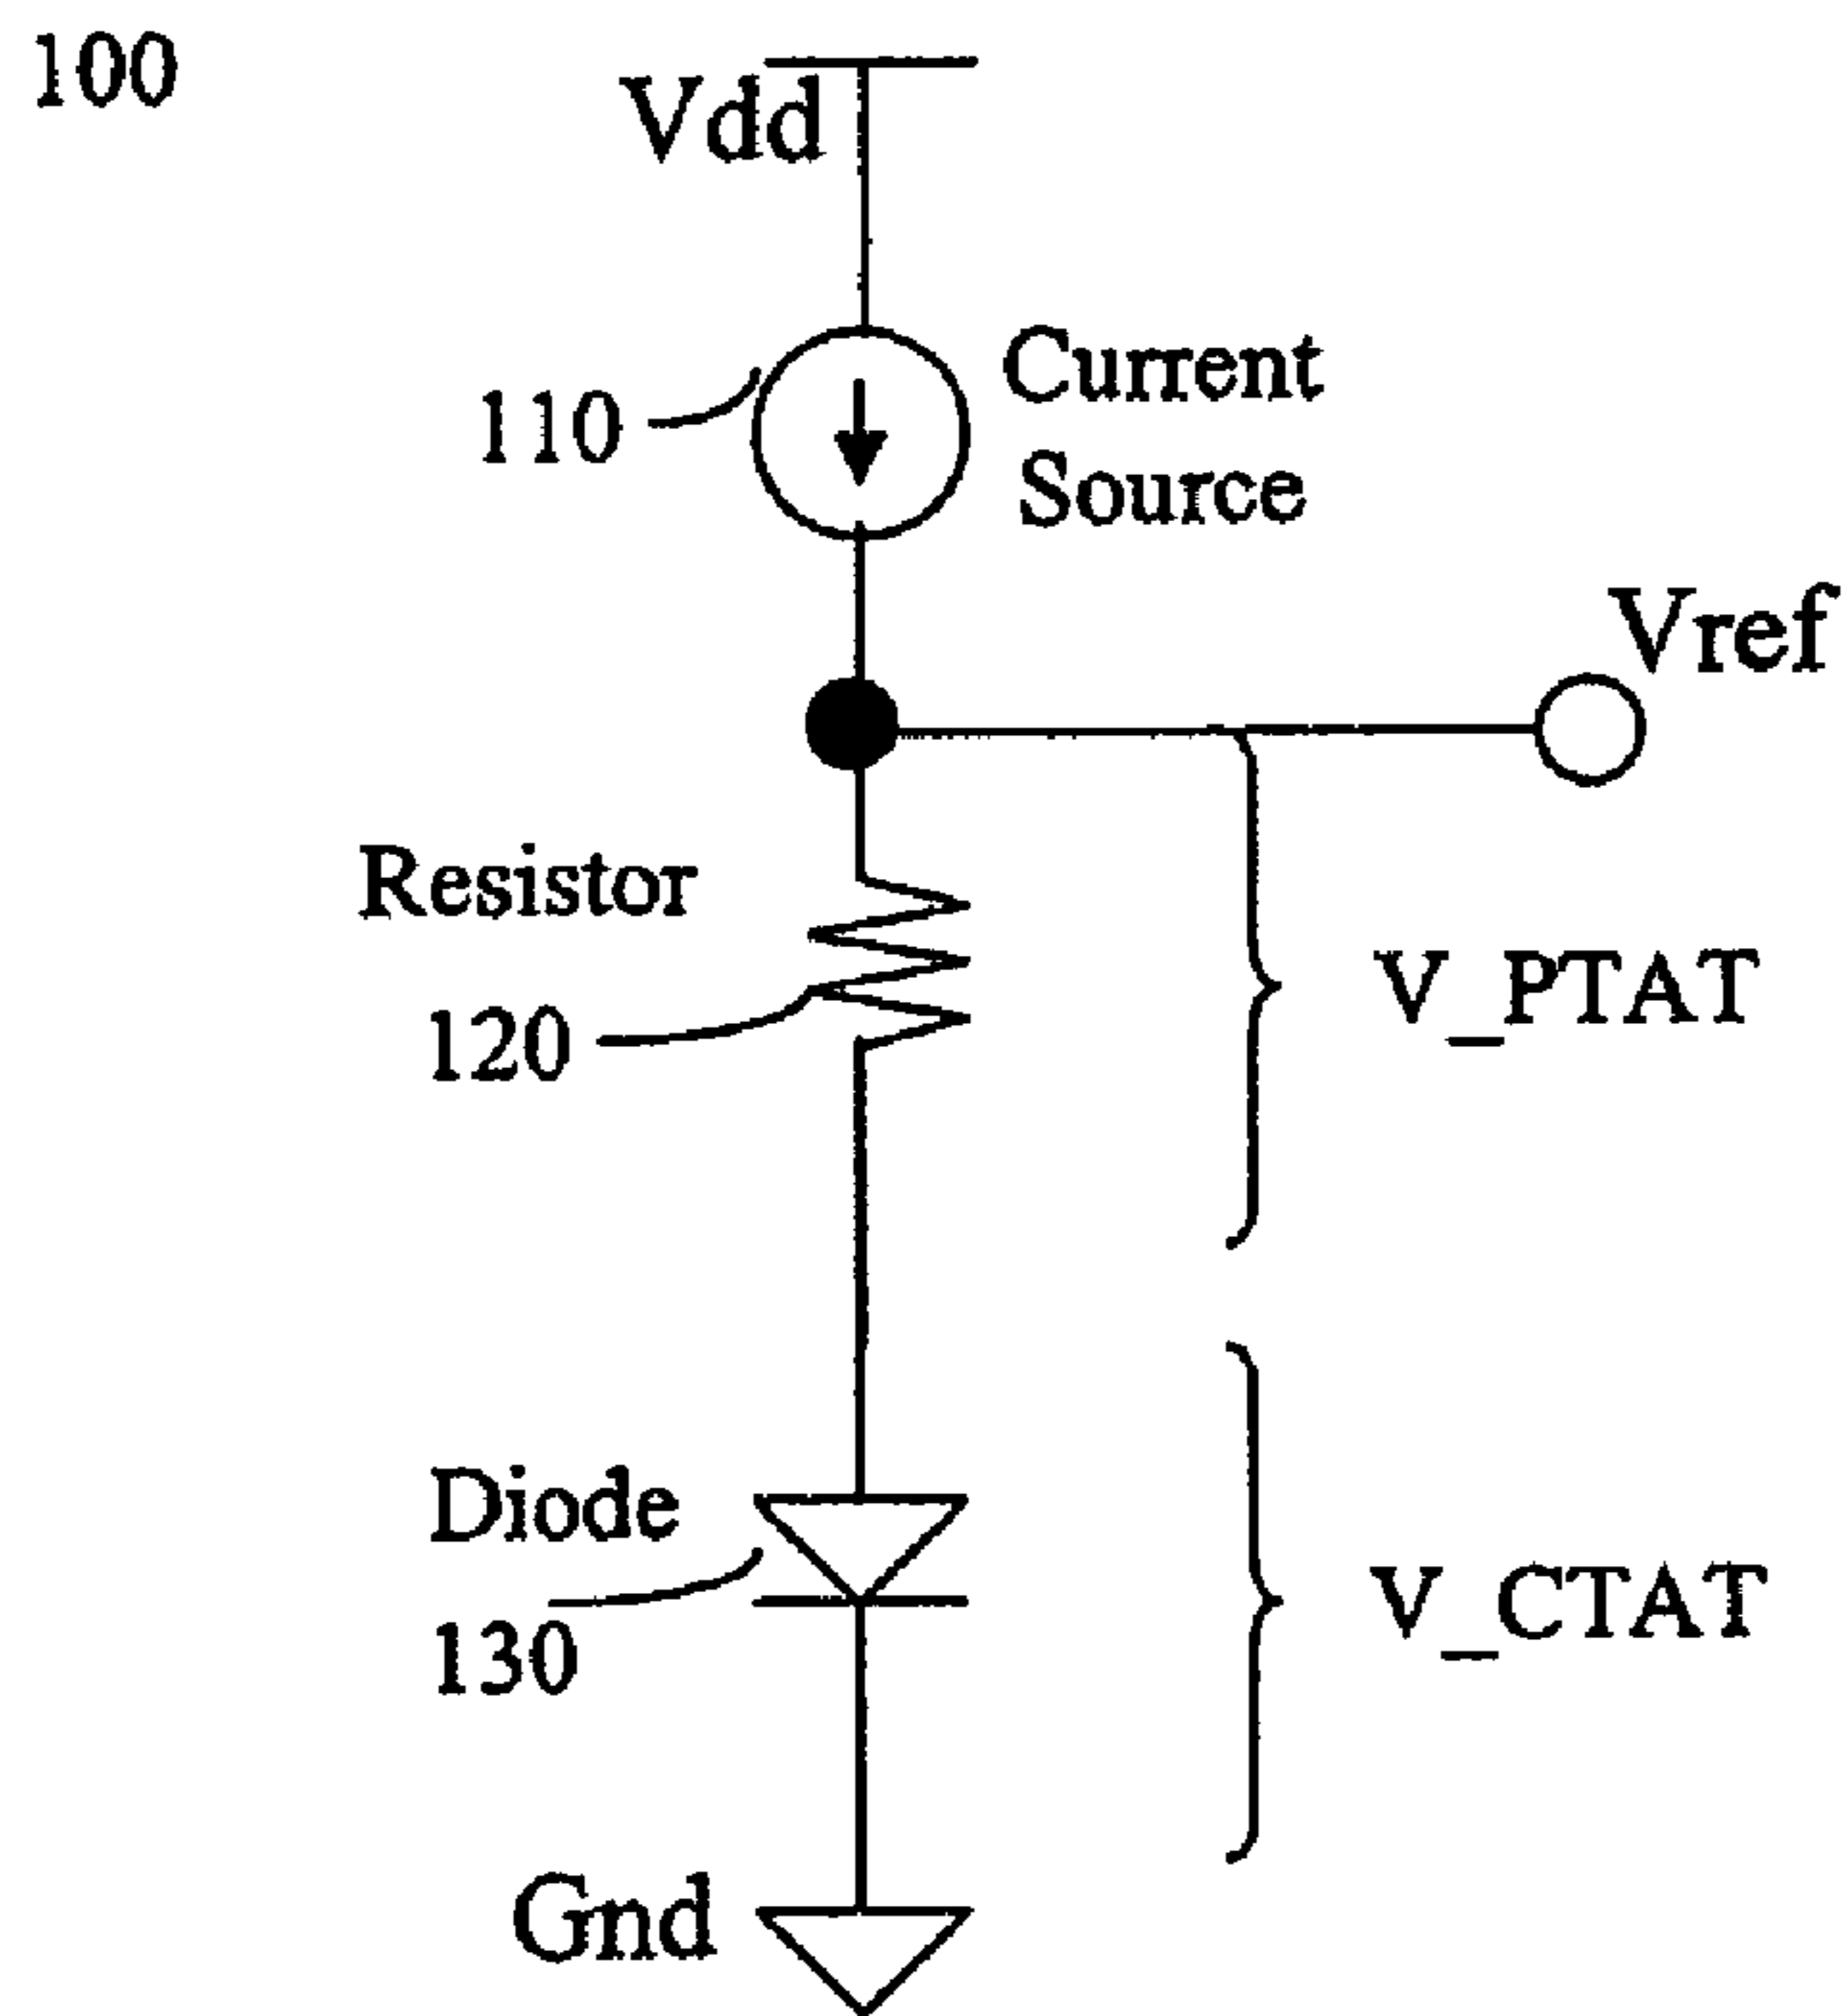 100
Vdd
110
Current
Source
Vref
Resistor
120
V_PTAT
Diode
130
V_CTAT
Gnd